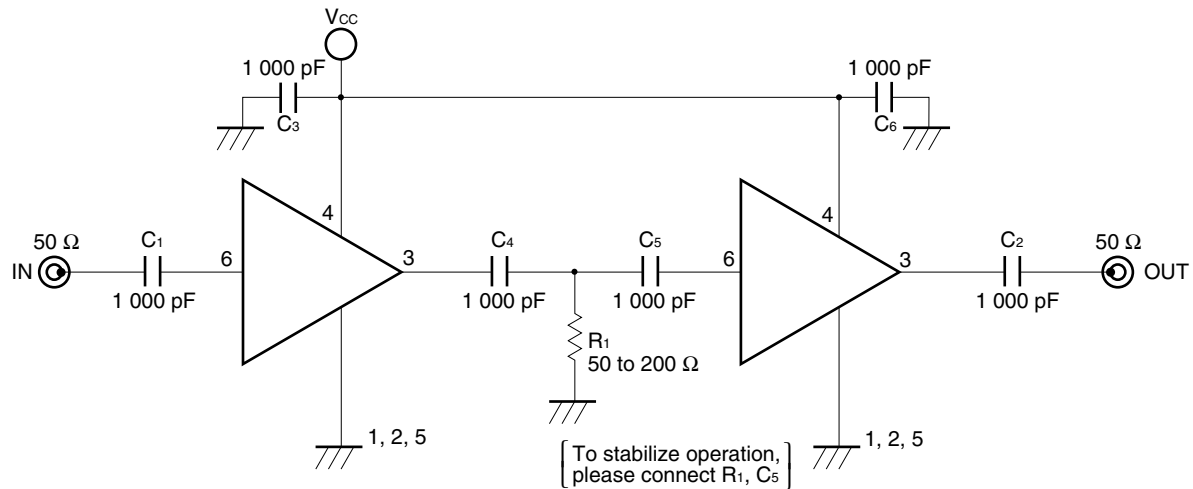 VCC
1 000 pF
C3
1 000 pF
C6
4
4
50 Ω
IN
C1
1 000 pF
6
3
C4
1 000 pF
C5
1 000 pF
6
3
C2
1 000 pF
50 Ω
OUT
R1
50 to 200 Ω
1, 2, 5
1, 2, 5
To stabilize operation,
please connect R1, C5